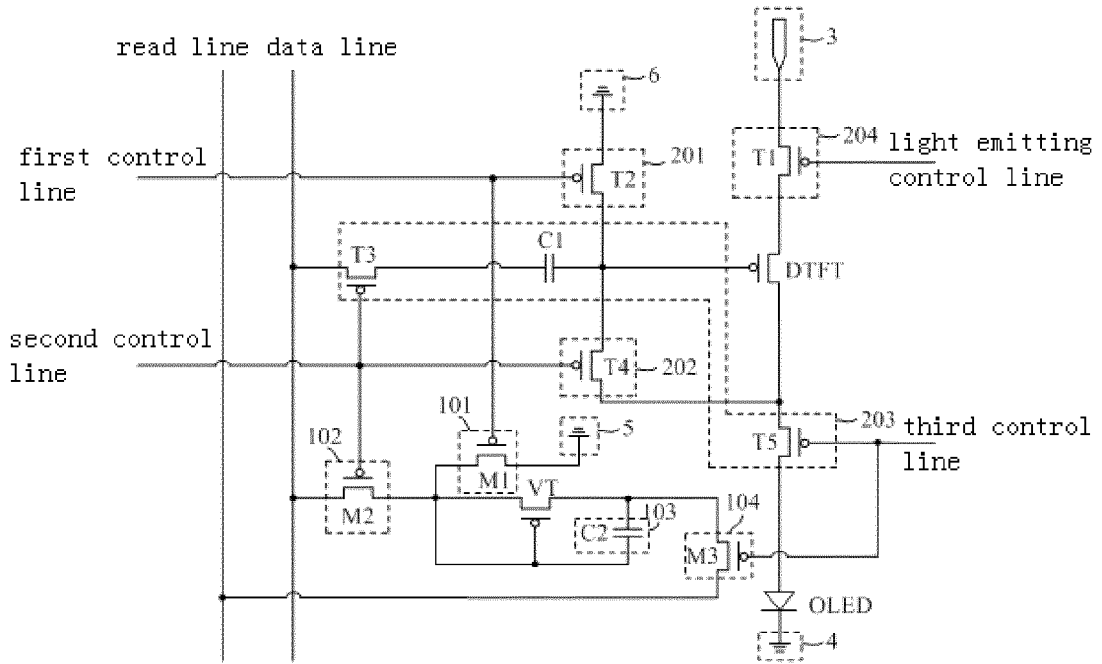 read line data line
3
6
204
light emitting
control line
T1
first control
line
201
T2
T3
C1
DTFT
second control
line
T4
202
203
third control
line
T5
101
5
102
M1
VT
M2
103
C2
104
M3
OLED
4